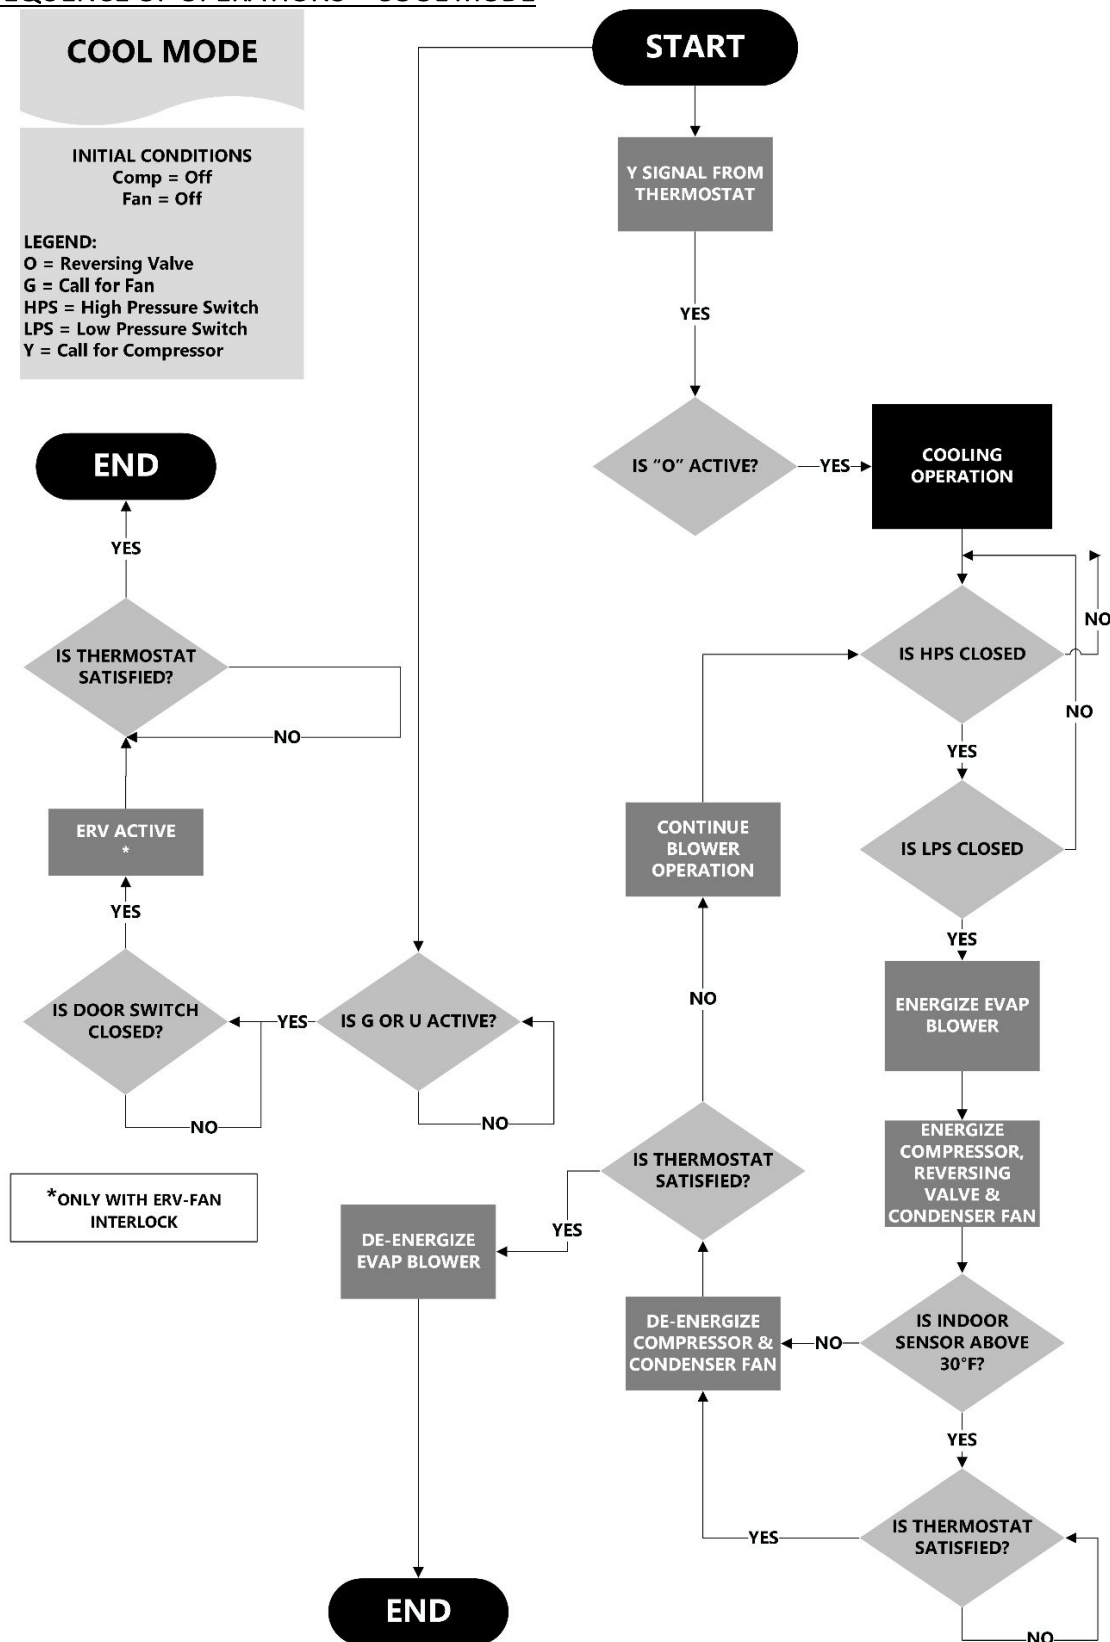 SEQUENCE OF OPERATIONS – COOL MODE
COOL MODE
INITIAL CONDITIONS
Comp = Off
Fan = Off
LEGEND:
O = Reversing Valve
G = Call for Fan
HPS = High Pressure Switch
LPS = Low Pressure Switch
Y = Call for Compressor
START
Y SIGNAL FROM
THERMOSTAT
YES
IS “O” ACTIVE?
YES
COOLING
OPERATION
IS HPS CLOSED
NO
YES
NO
IS LPS CLOSED
YES
ENERGIZE EVAP
BLOWER
ENERGIZE
COMPRESSOR,
REVERSING
VALVE &
CONDENSER FAN
IS INDOOR
SENSOR ABOVE
30°F?
NO
YES
IS THERMOSTAT
SATISFIED?
NO
YES
DE-ENERGIZE
COMPRESSOR &
CONDENSER FAN
IS THERMOSTAT
SATISFIED?
NO
CONTINUE
BLOWER
OPERATION
YES
DE-ENERGIZE
EVAP BLOWER
END
IS G OR U ACTIVE?
NO
YES
IS DOOR SWITCH
CLOSED?
NO
YES
ERV ACTIVE
*
IS THERMOSTAT
SATISFIED?
NO
YES
END
*ONLY WITH ERV-FAN
INTERLOCK